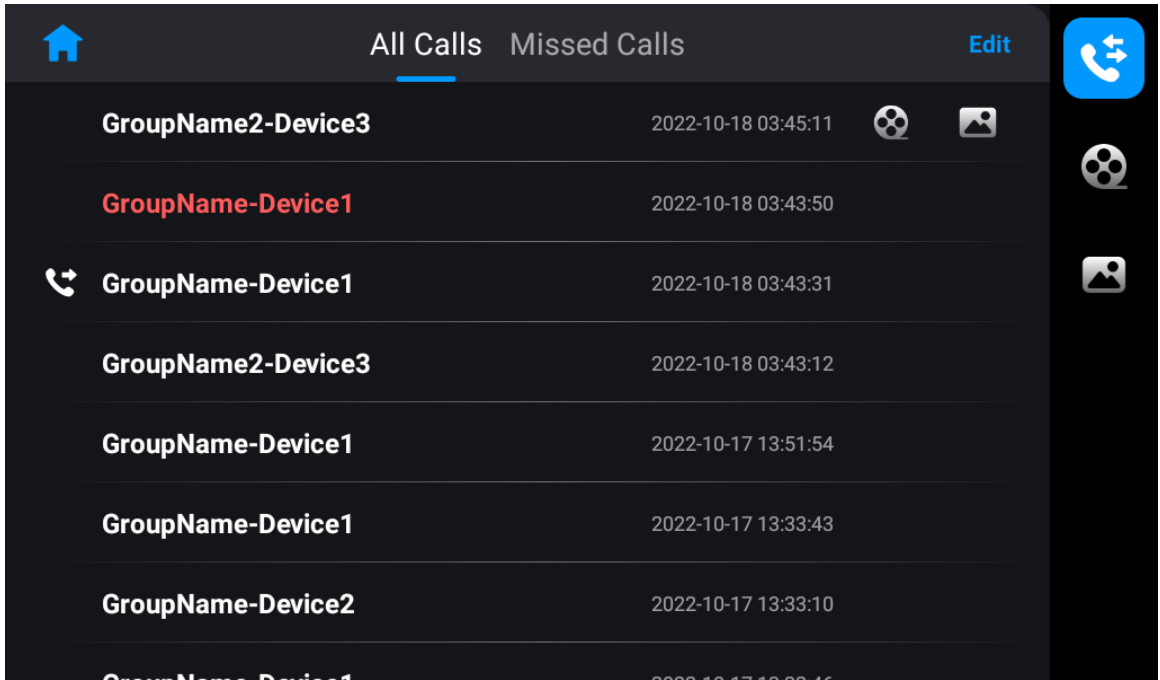 All Calls Missed Calls Edit
GroupName2-Device3 2022-10-18 03:45:11
GroupName-Device1 2022-10-18 03:43:50
GroupName-Device1 2022-10-18 03:43:31
GroupName2-Device3 2022-10-18 03:43:12
GroupName-Device1 2022-10-17 13:51:54
GroupName-Device1 2022-10-17 13:33:43
GroupName-Device2 2022-10-17 13:33:10